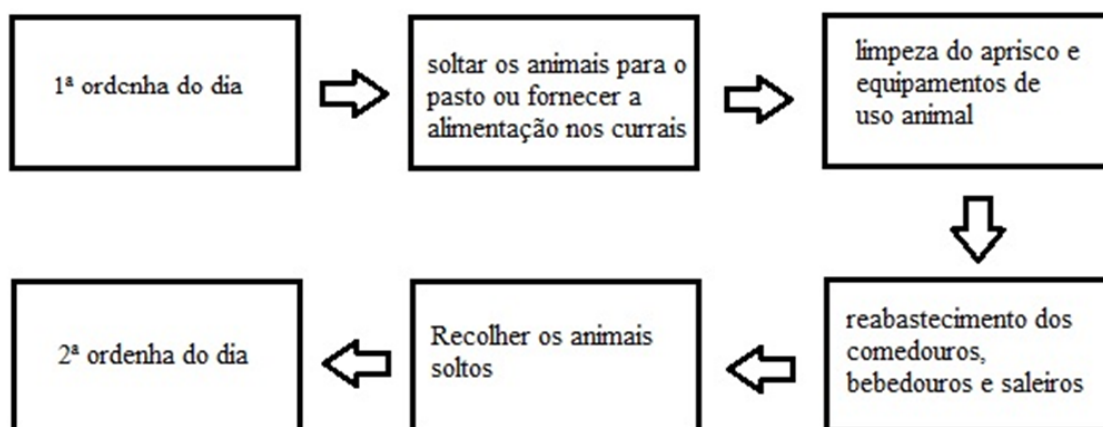 1ª ordenha do dia
soltar os animais para o
pasto ou fornecer a
alimentação nos currais
limpeza do aprisco e
equipamentos de
uso animal
reabastecimento dos
comedouros,
bebedouros e saleiros
Recolher os animais
soltos
2ª ordenha do dia